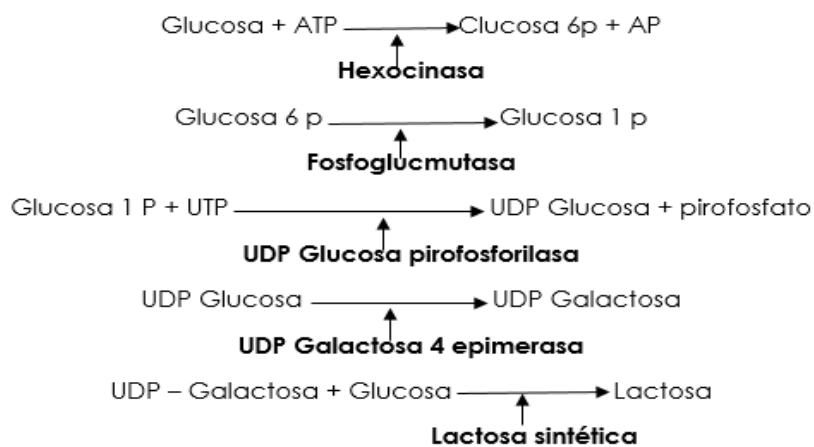 Glucosa + ATP Clucosa 6p + AP
Hexocinasa
Glucosa 6 p Glucosa 1 p
Fosfoglucmutasa
Glucosa 1 P + UTP UDP Glucosa + pirofosfato
UDP Glucosa pirofosforilasa
UDP Glucosa UDP Galactosa
UDP Galactosa 4 epimerasa
UDP – Galactosa + Glucosa Lactosa
Lactosa sintética